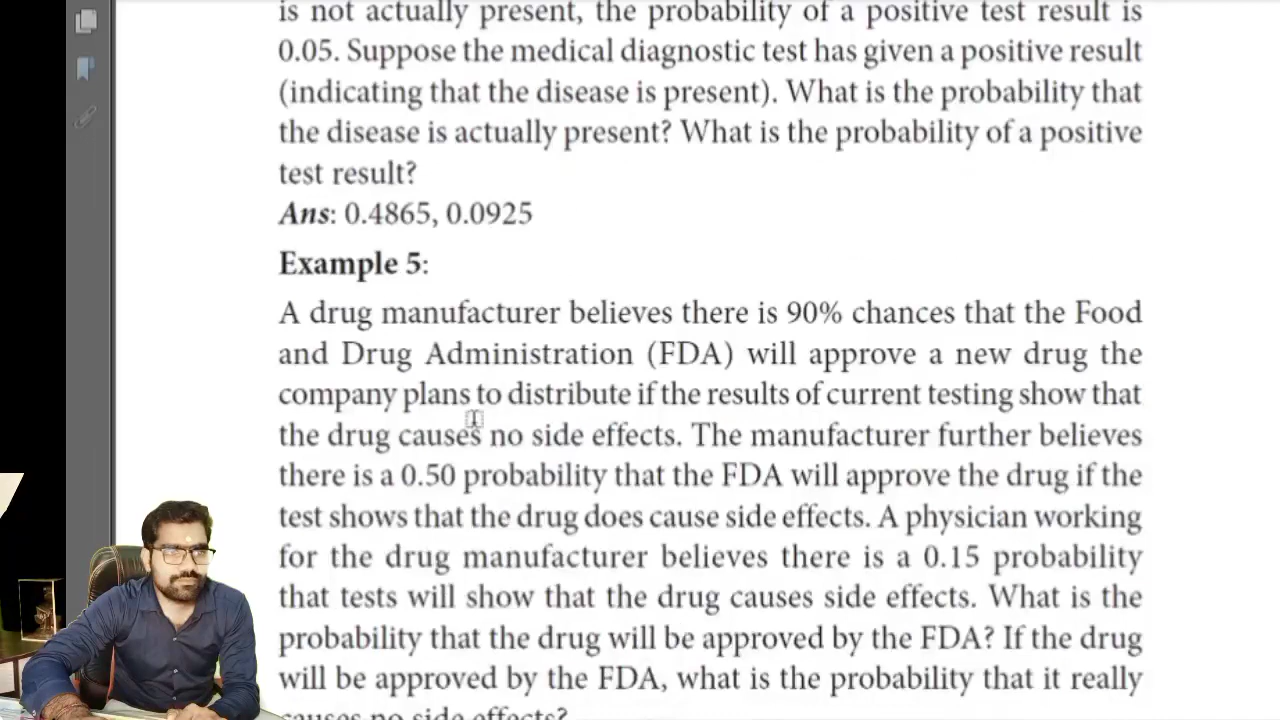 is not actually present, the probability of a positive test result is
0.05. Suppose the medical diagnostic test has given a positive result
(indicating that the disease is present). What is the probability that
the disease is actually present? What is the probability of a positive
test result?
Ans: 0.4865, 0.0925
Example 5:
A drug manufacturer believes there is 90% chances that the Food
and Drug Administration (FDA) will approve a new drug the
company plans to distribute if the results of current testing show that
the drug causes no side effects. The manufacturer further believes
there is a 0.50 probability that the FDA will approve the drug if the
test shows that the drug does cause side effects. A physician working
for the drug manufacturer believes there is a 0.15 probability
that tests will show that the drug causes side effects. What is the
probability that the drug will be approved by the FDA? If the drug
will be approved by the FDA, what is the probability that it really
causes no side effects?